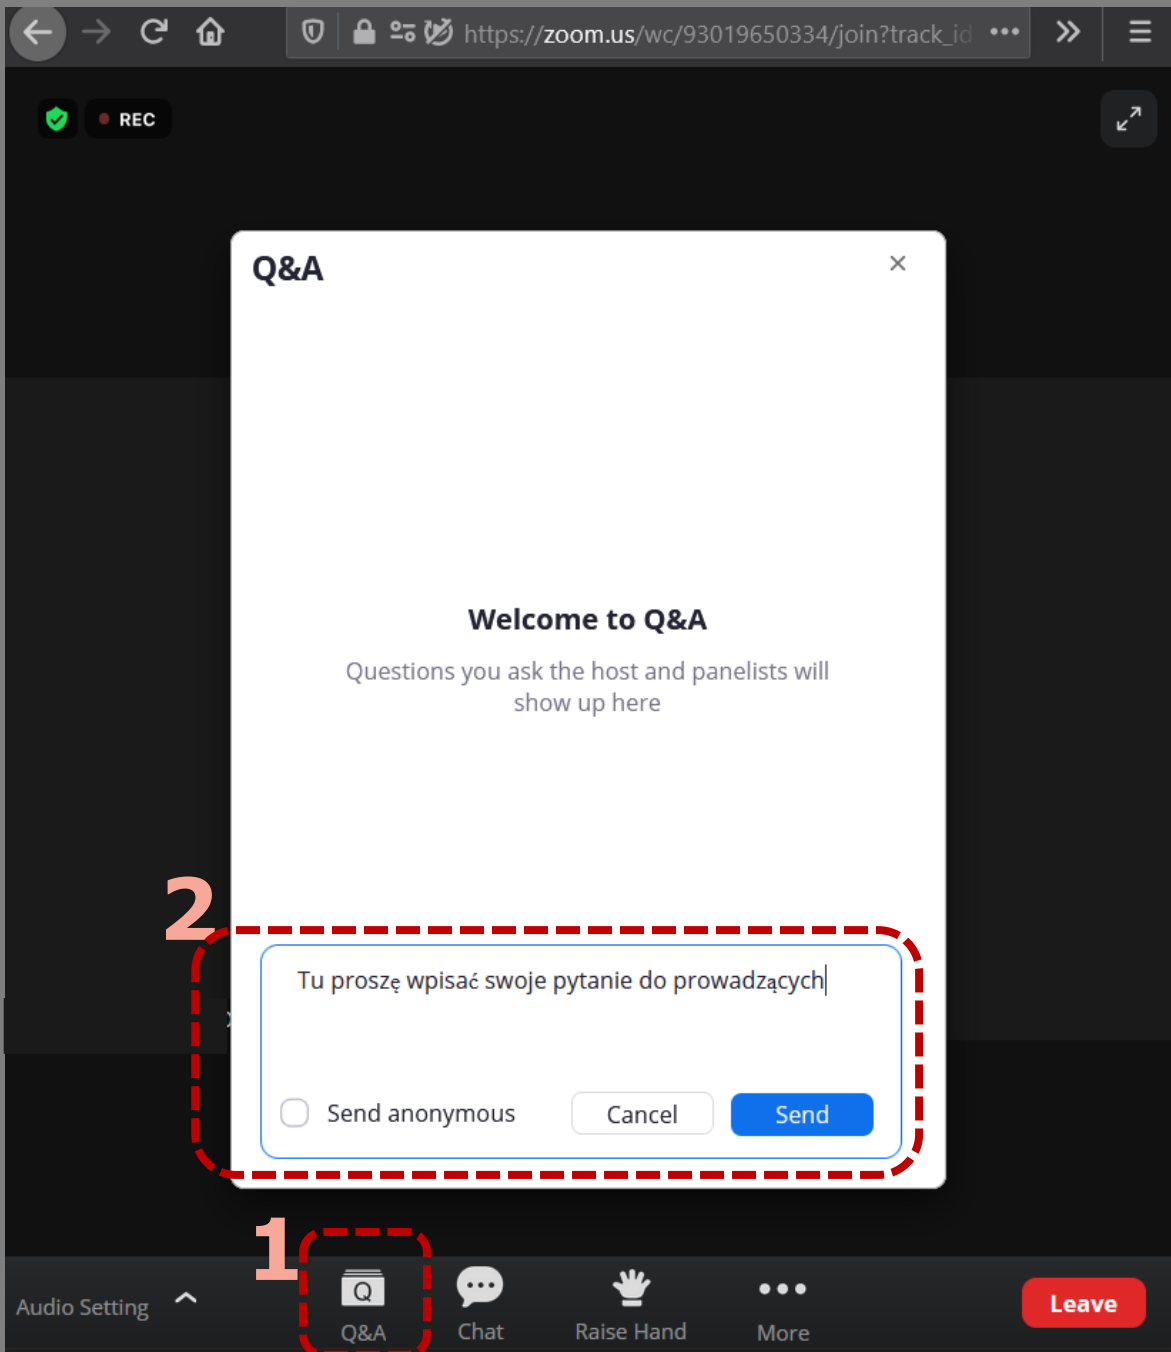 https://zoom.us/wc/93019650334/join?track_id
REC
Q&A
Welcome to Q&A
Questions you ask the host and panelists will
show up here
2
Tu proszę wpisać swoje pytanie do prowadzących
Send anonymous
Cancel
Send
1
Audio Setting
Q
Q&A
Chat
Raise Hand
More
Leave